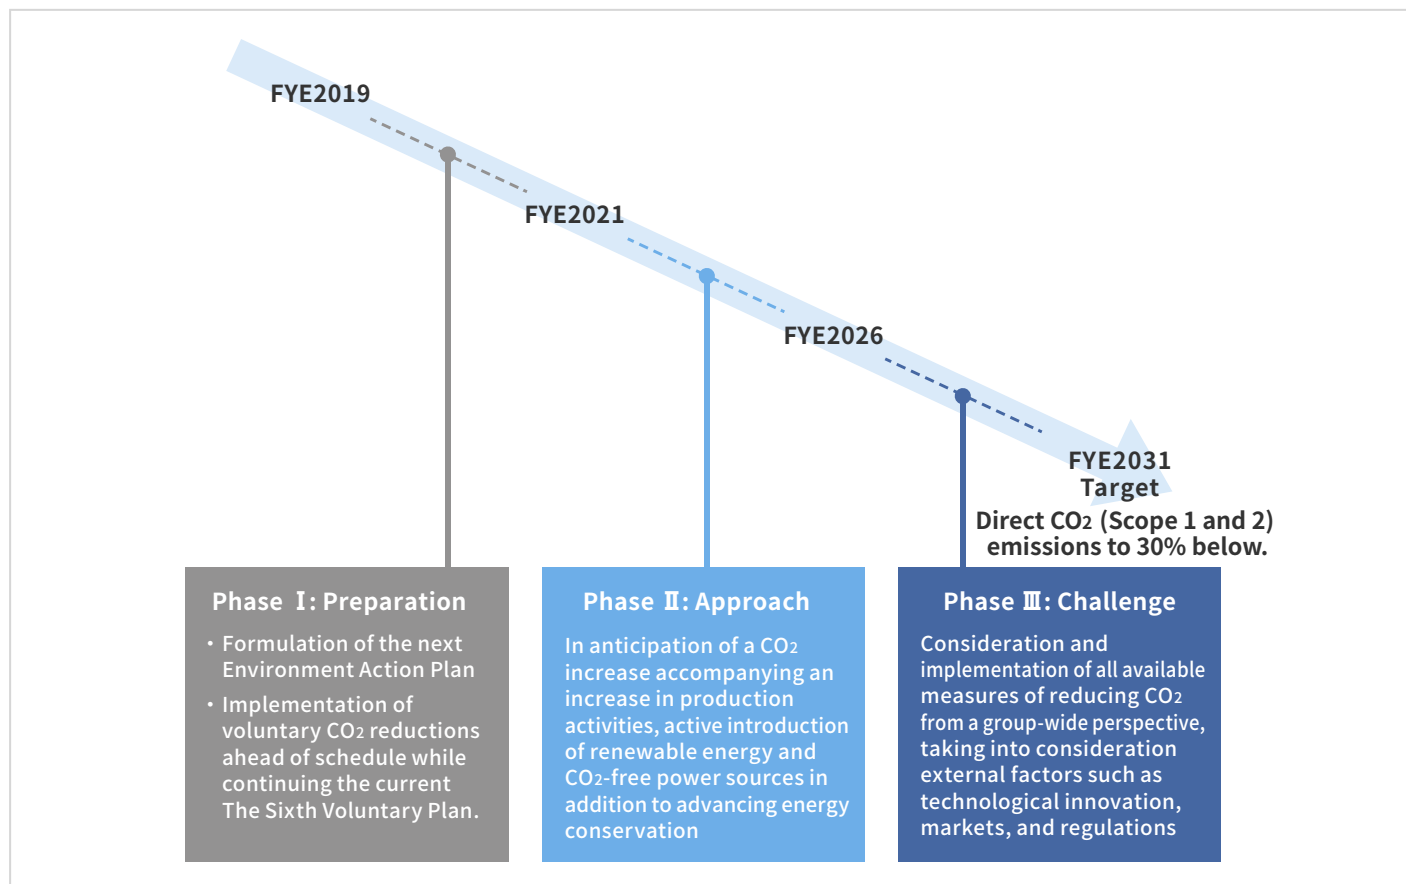 FYE2019
FYE2021
FYE2026
FYE2031
Target
Direct CO2 (Scope 1 and 2)
emissions to 30% below.
Phase Ⅰ: Preparation
・Formulation of the next
Environment Action Plan
・Implementation of
voluntary CO2 reductions
ahead of schedule while
continuing the current
The Sixth Voluntary Plan.
Phase Ⅱ: Approach
In anticipation of a CO2
increase accompanying an
increase in production
activities, active introduction
of renewable energy and
CO2-free power sources in
addition to advancing energy
conservation
Phase Ⅲ: Challenge
Consideration and
implementation of all available
measures of reducing CO2
from a group-wide perspective,
taking into consideration
external factors such as
technological innovation,
markets, and regulations